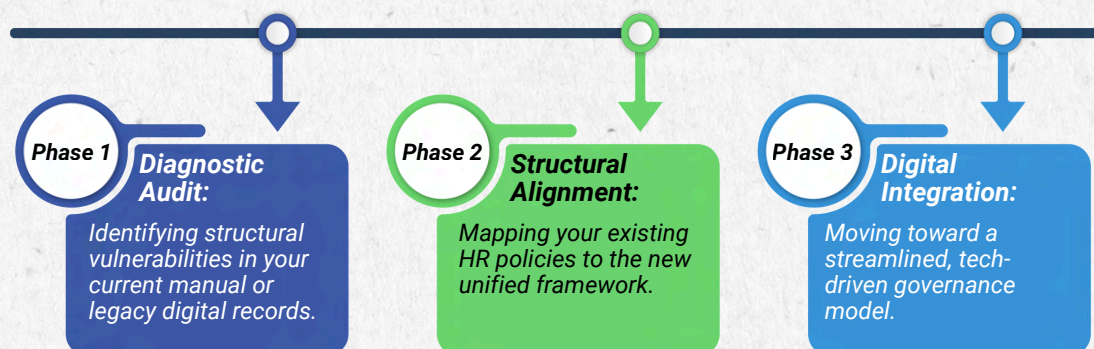 Phase 1
Diagnostic
Audit:
Identifying structural
vulnerabilities in your
current manual or
legacy digital records.
Phase 2
Structural
Alignment:
Mapping your existing
HR policies to the new
unified framework.
Phase 3
Digital
Integration:
Moving toward a
streamlined, tech-
driven governance
model.